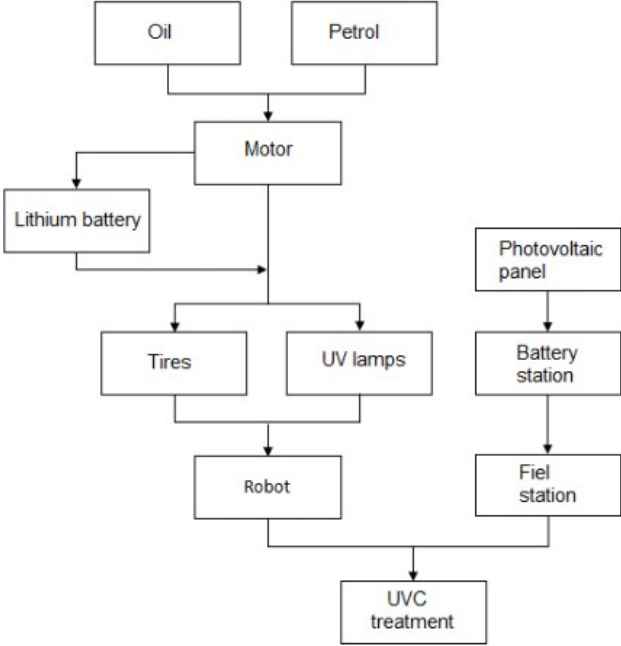 Oil
Petrol
Motor
Lithium battery
Photovoltaic
panel
Tires
UV lamps
Battery
station
Robot
Fiel
station
UVC
treatment